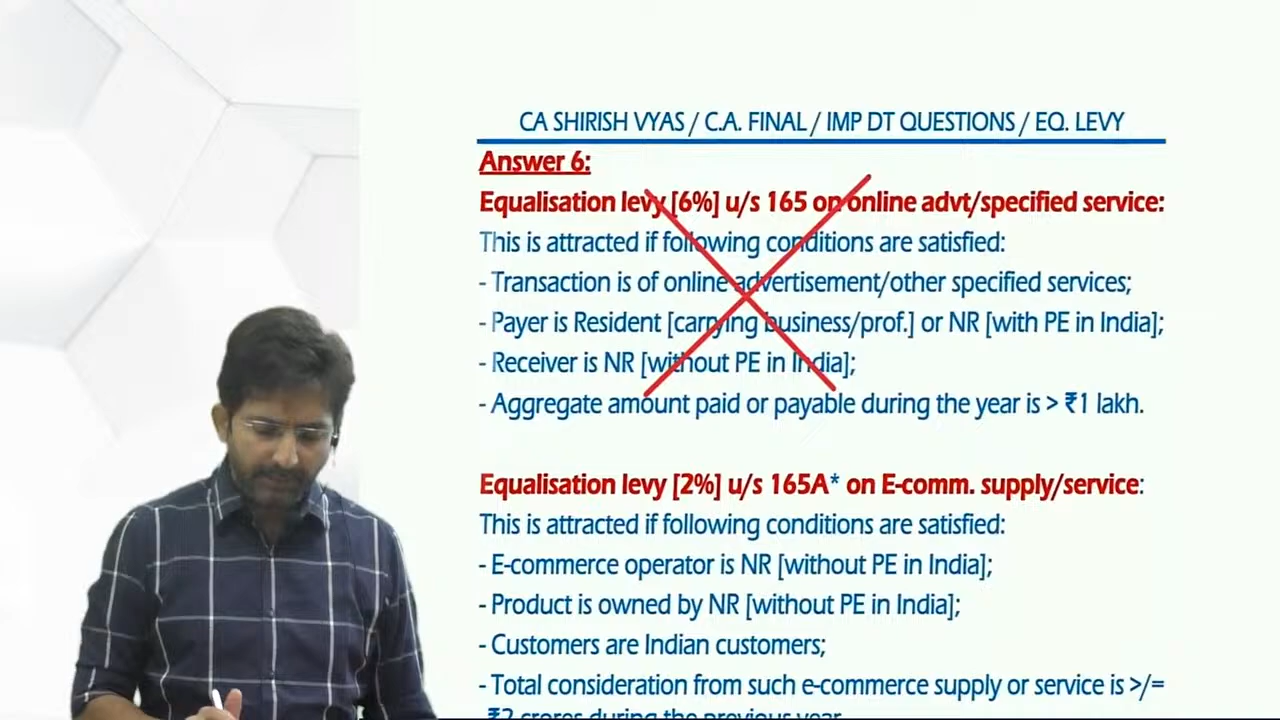 CA SHIRISH VYAS / C.A. FINAL / IMP DT QUESTIONS / EQ. LEVY
Answer 6:
Equalisation levy [6%] u/s 165 on online advt/specified service:
This is attracted if following conditions are satisfied:
- Transaction is of online advertisement/other specified services;
- Payer is Resident [carrying business/prof.] or NR [with PE in India];
- Receiver is NR [without PE in India];
- Aggregate amount paid or payable during the year is > ₹1 lakh.
Equalisation levy [2%] u/s 165A* on E-comm. supply/service:
This is attracted if following conditions are satisfied:
- E-commerce operator is NR [without PE in India];
- Product is owned by NR [without PE in India];
- Customers are Indian customers;
- Total consideration from such e-commerce supply or service is >/=
₹2 crores during the previous year